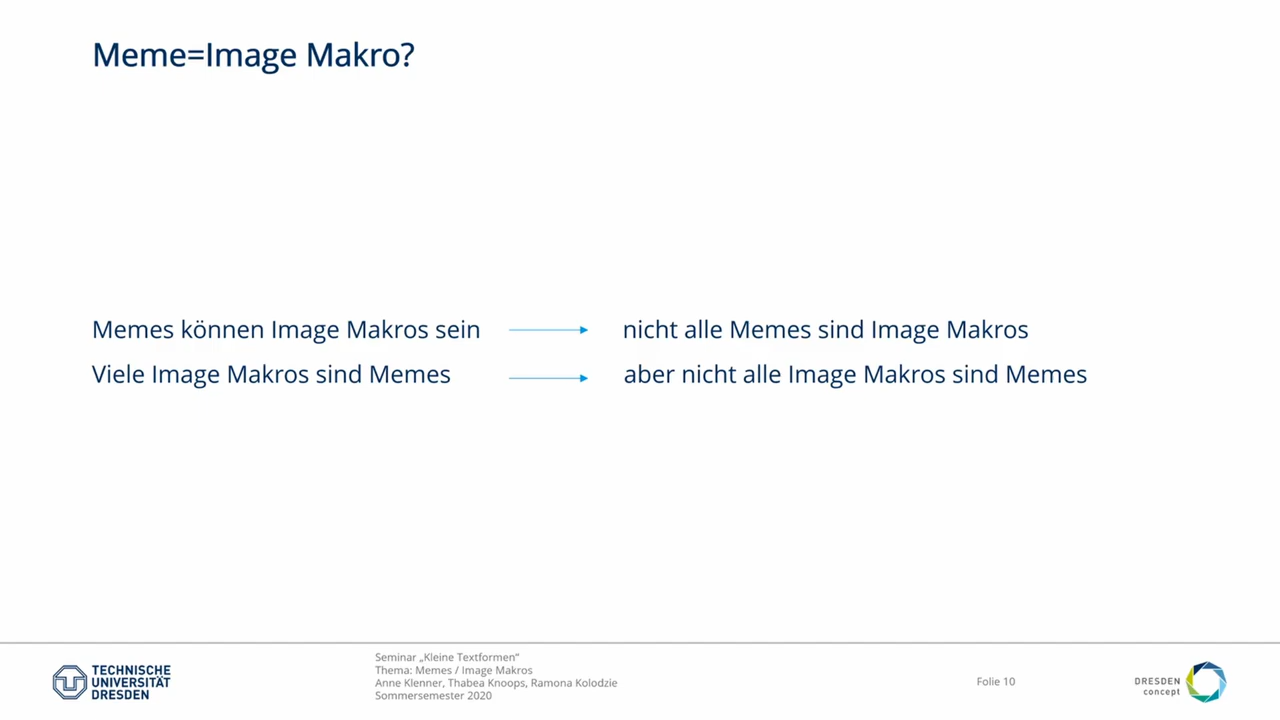 Meme=Image Makro?
Memes können Image Makros sein → nicht alle Memes sind Image Makros
Viele Image Makros sind Memes → aber nicht alle Image Makros sind Memes
TECHNISCHE
UNIVERSITÄT
DRESDEN
Seminar „Kleine Textformen“
Thema: Memes / Image Makros
Anne Klenner, Thabea Knoops, Ramona Kolodzie
Sommersemester 2020
Folie 10
DRESDEN
concept